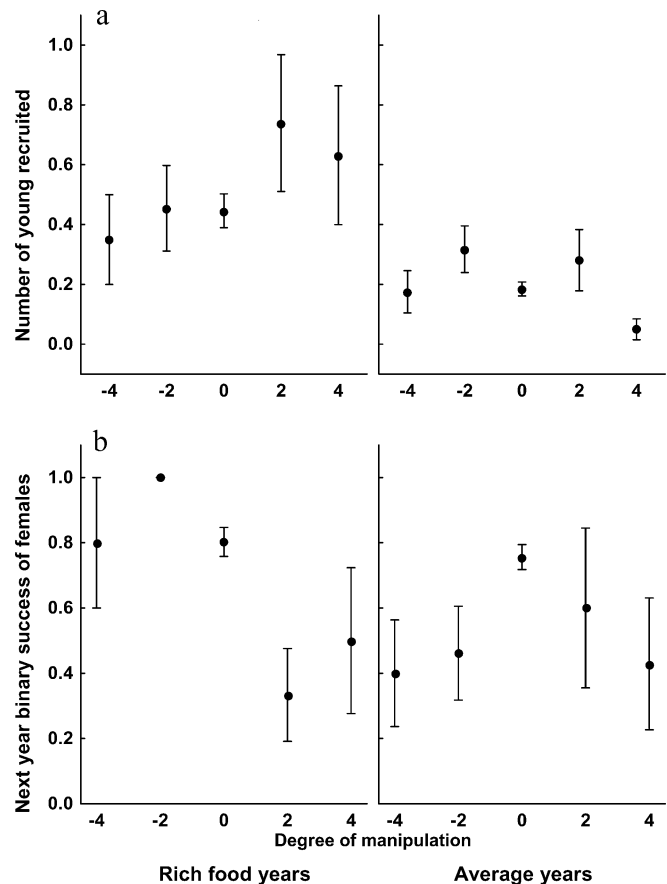 a
Number of young recruited
1.0
0.8
0.6
0.4
0.2
0.0
-4 -2 0 2 4
-4 -2 0 2 4
b
Next year binary success of females
1.0
0.8
0.6
0.4
0.2
0.0
-4 -2 0 2 4
-4 -2 0 2 4
Degree of manipulation
Rich food years
Average years